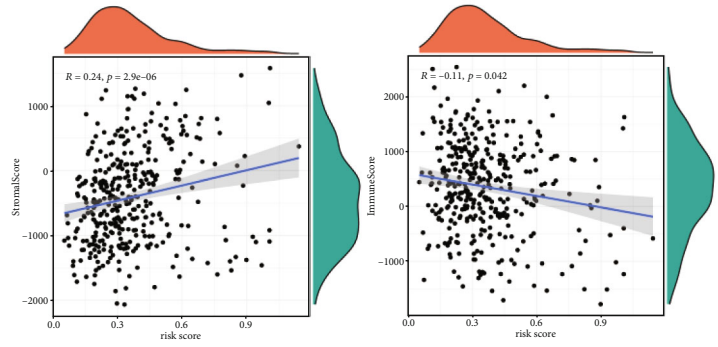 R = 0.24, p = 2.9e–06
StromalScore
1000
0
−1000
−2000
0.0 0.3 0.6 0.9
risk score
R = −0.11, p = 0.042
ImmuneScore
2000
1000
0
−1000
0.0 0.3 0.6 0.9
risk score